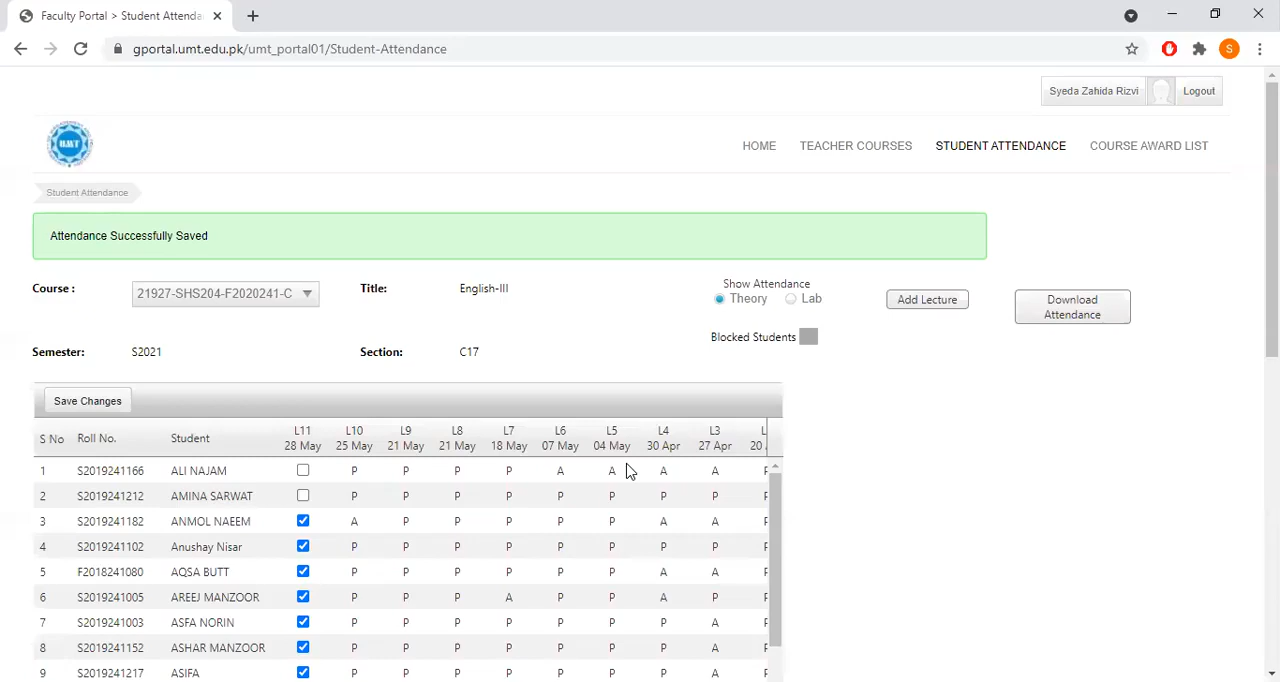 Faculty Portal > Student Attenda
gportal.umt.edu.pk/umt_portal01/Student-Attendance
S
Syeda Zahida Rizvi
Logout
UMT
HOME TEACHER COURSES STUDENT ATTENDANCE COURSE AWARD LIST
Student Attendance
Attendance Successfully Saved
Course : 21927-SHS204-F2020241-C Title: English-III
Show Attendance
Theory Lab
Add Lecture
Download Attendance
Blocked Students
Semester: S2021 Section: C17
Save Changes
S No Roll No. Student L11 28 May L10 25 May L9 21 May L8 21 May L7 18 May L6 07 May L5 04 May L4 30 Apr L3 27 Apr L 20
1 S2019241166 ALI NAJAM P P P P A A A A P
2 S2019241212 AMINA SARWAT P P P P P P P P P
3 S2019241182 ANMOL NAEEM A P P P P P A A P
4 S2019241102 Anushay Nisar P P P P P P P P P
5 F2018241080 AQSA BUTT P P P P P P A A P
6 S2019241005 AREEJ MANZOOR P P P A P P A P P
7 S2019241003 ASFA NORIN P P P P P P P P P
8 S2019241152 ASHAR MANZOOR P P P P P P P A P
9 S2019241217 ASIFA P P P P P P P A P